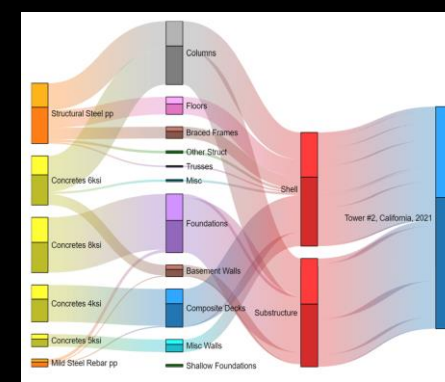 Columns
Structural Steel pp
Floors
Braced Frames
Other Struct
Trusses
Misc
Concretes 6ksi
Shell
Foundations
Tower #2, California, 2021
Concretes 8ksi
Basement Walls
Composite Decks
Concretes 4ksi
Substructure
Concretes 5ksi
Misc Walls
Mild Steel Rebar pp
Shallow Foundations